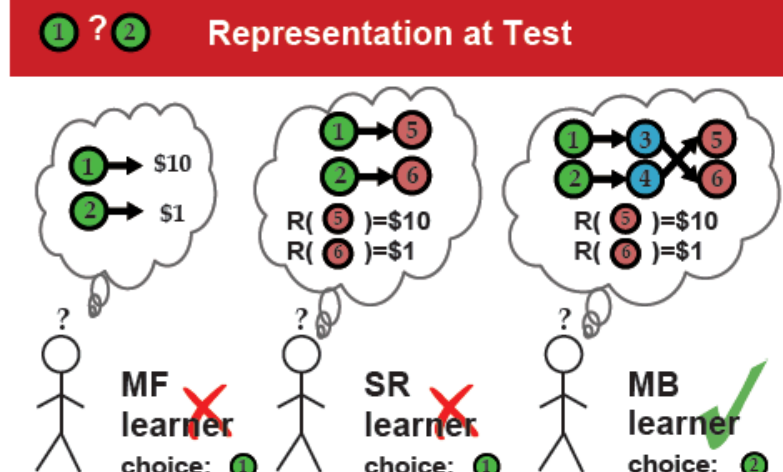 1 ? 2 Representation at Test
1 $10
2 $1
1 5
2 6
R( 5 )=$10
R( 6 )=$1
1 3 5
2 4 6
R( 5 )=$10
R( 6 )=$1
?
MF
learner
choice: 1
?
SR
learner
choice: 1
?
MB
learner
choice: 2